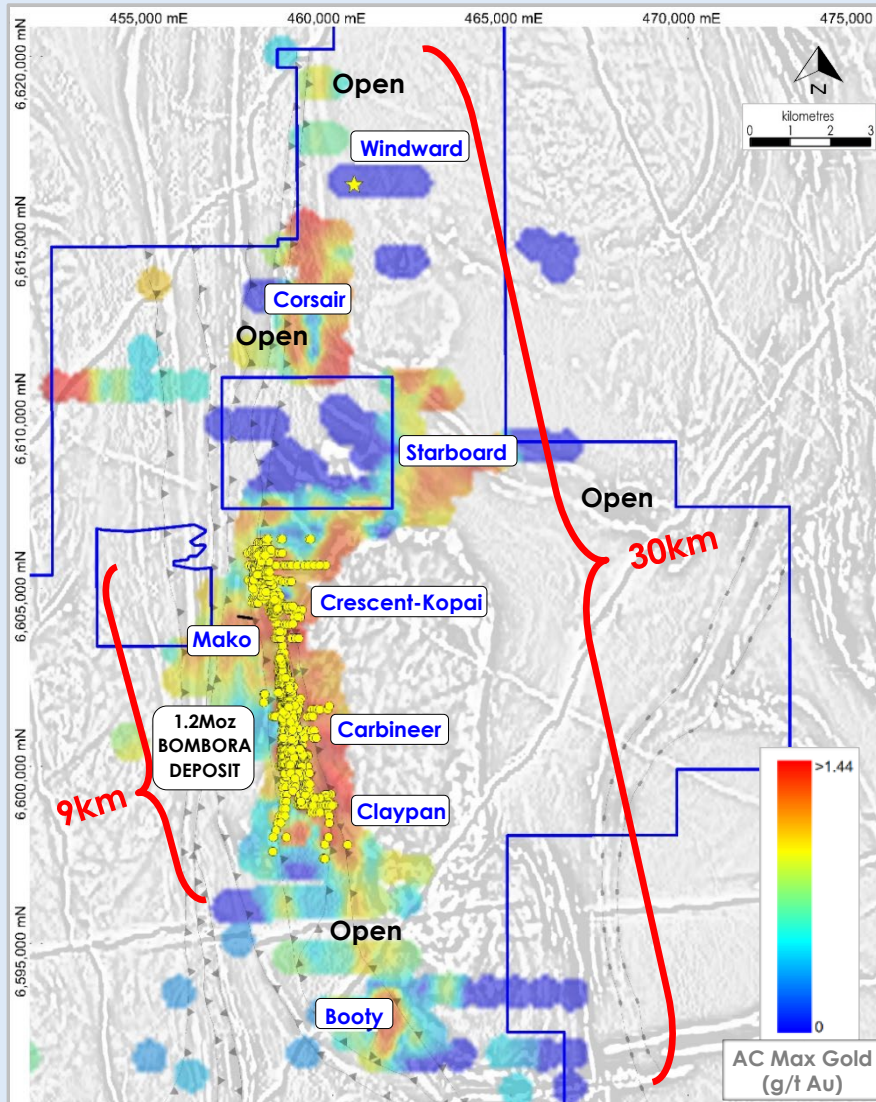 455,000 mE
460,000 mE
465,000 mE
470,000 mE
475,000
6,620,000 mN
6,615,000 mN
6,610,000 mN
6,605,000 mN
6,600,000 mN
6,595,000 mN
N
kilometres
0 1 2 3
Open
Windward
Corsair
Open
Starboard
Open
30km
Crescent-Kopai
Mako
1.2Moz
BOMBORA
DEPOSIT
Carbineer
9km
Claypan
Open
Booty
>1.44
0
AC Max Gold
(g/t Au)